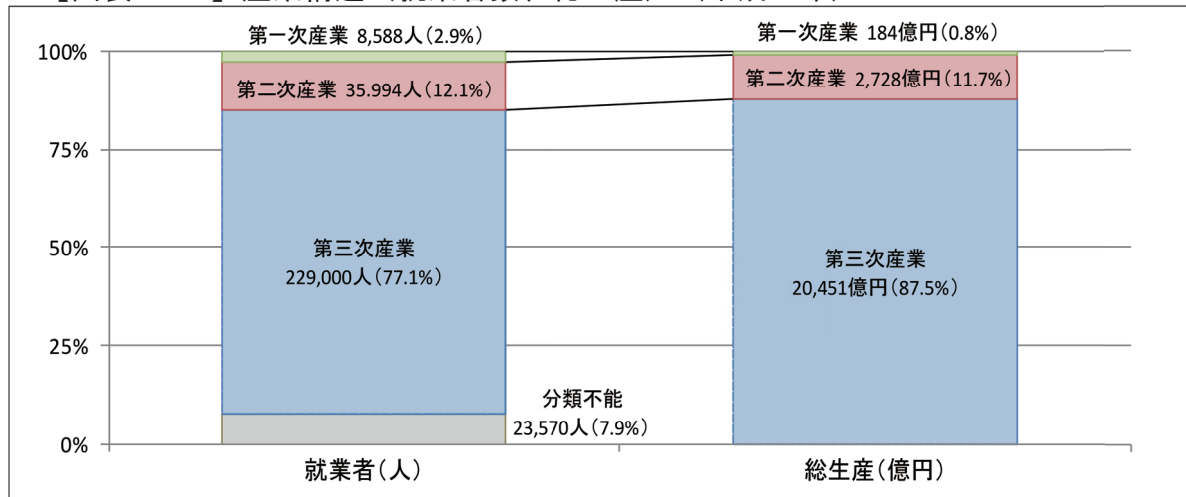 100%
75%
50%
25%
0%
第一次産業 8,588人(2.9%)
第二次産業 35.994人(12.1%)
第三次産業
229,000人(77.1%)
分類不能
23,570人(7.9%)
第一次産業 184億円(0.8%)
第二次産業 2,728億円(11.7%)
第三次産業
20,451億円(87.5%)
就業者(人)
総生産(億円)